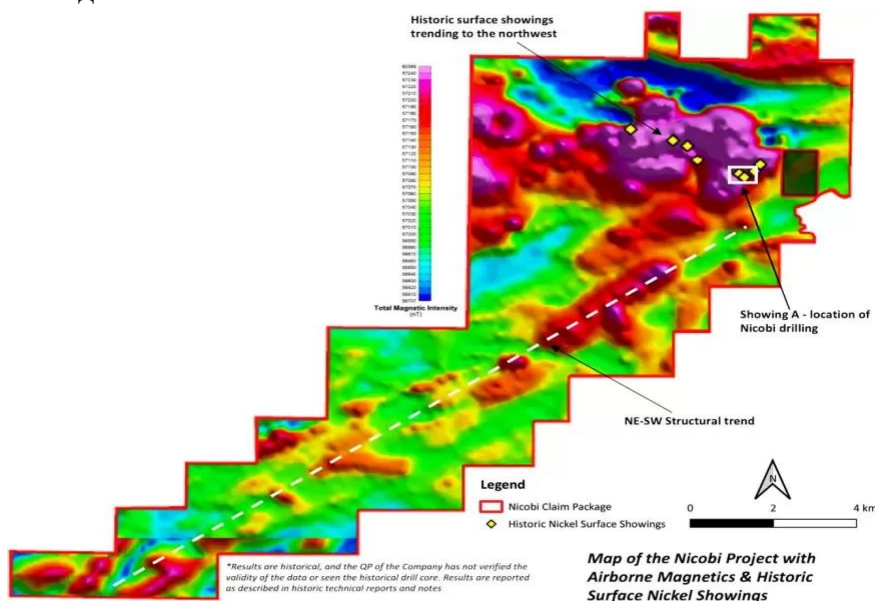 Historic surface showings
trending to the northwest
Total Magnetic Intensity
(nT)
Showing A - location of
Nicobi drilling
NE-SW Structural trend
Legend
Nicobi Claim Package
Historic Nickel Surface Showings
N
0 2 4 km
*Results are historical, and the QP of the Company has not verified the
validity of the data or seen the historical drill core. Results are reported
as described in historic technical reports and notes
Map of the Nicobi Project with
Airborne Magnetics & Historic
Surface Nickel Showings